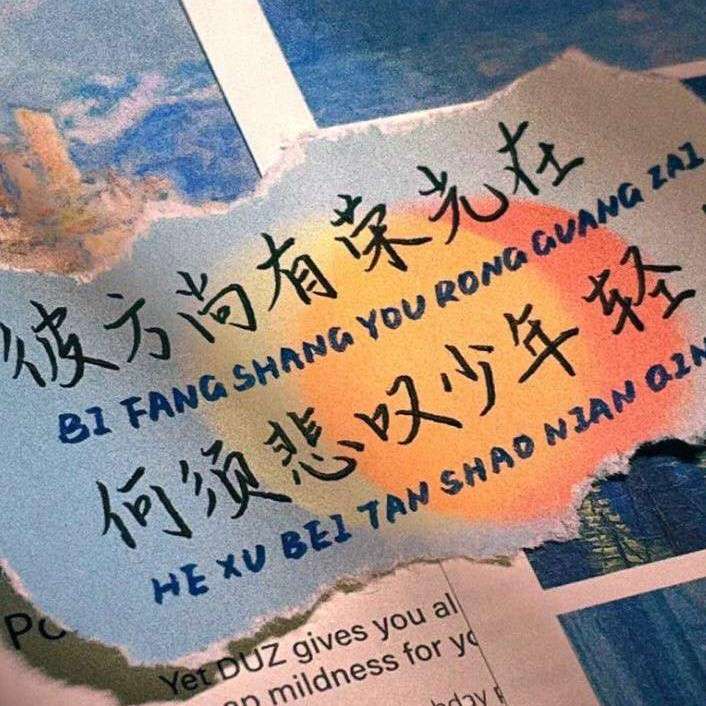 彼方尚有荣光在
BI FANG SHANG YOU RONG GUANG ZAI
何须悲叹少年轻
HE XU BEI TAN SHAO NIAN QIN
Yet DUZ gives you al
mildness for yo